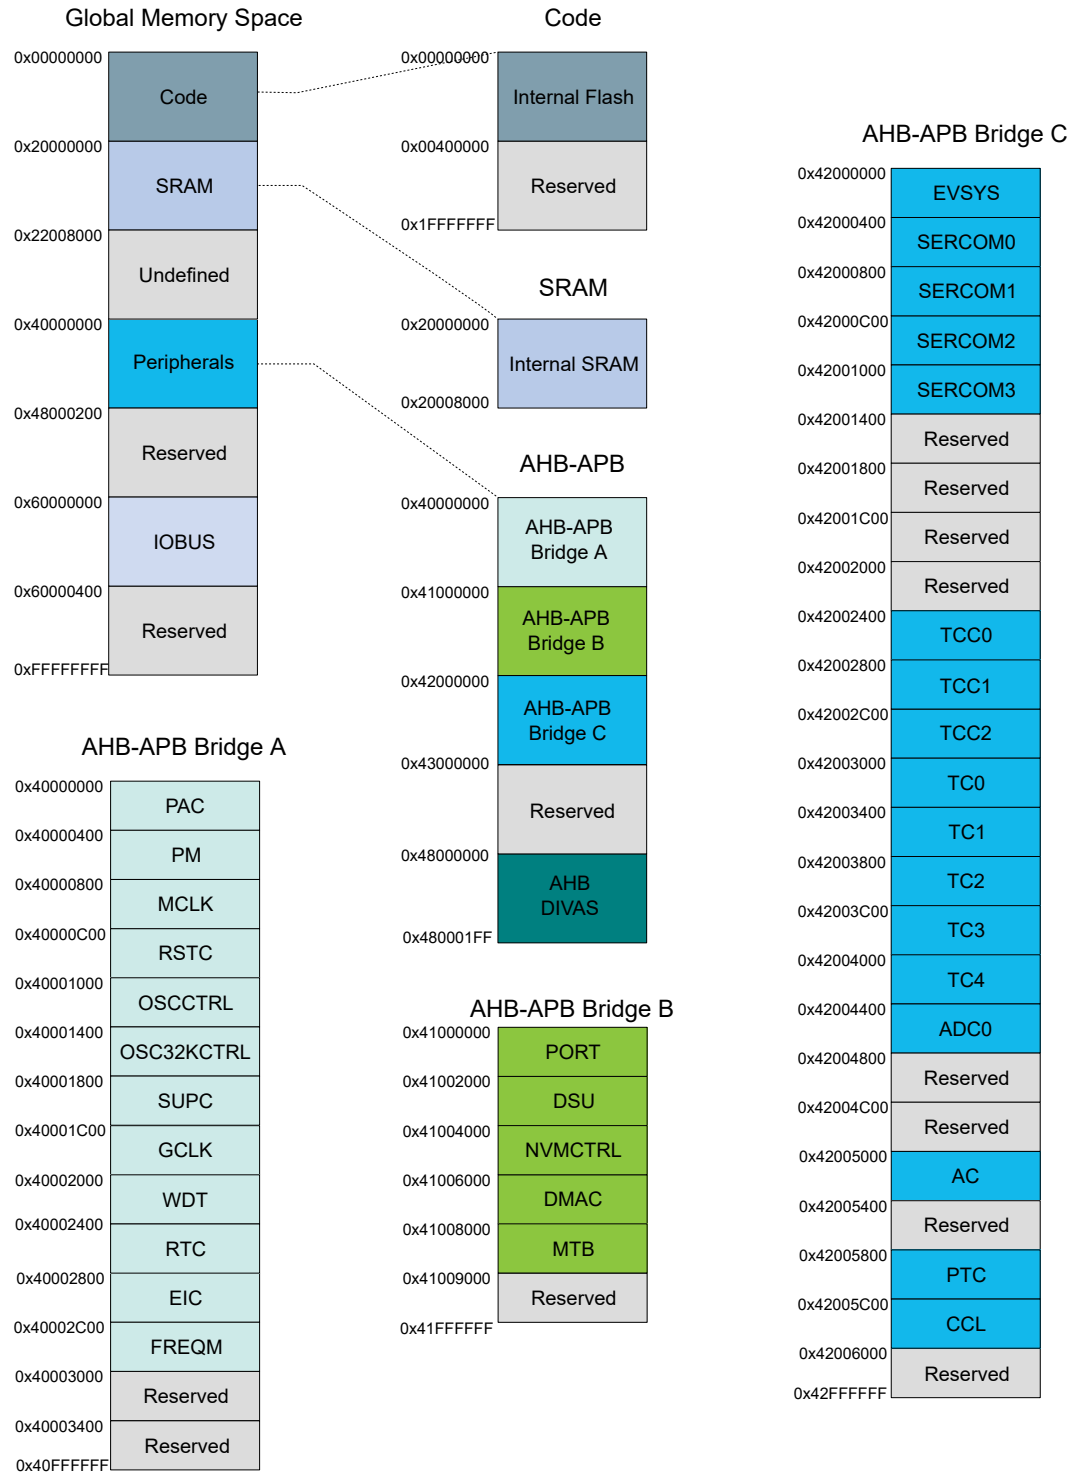 Global Memory Space
0x00000000
Code
0x20000000
SRAM
0x22008000
Undefined
0x40000000
Peripherals
0x48000200
Reserved
0x60000000
IOBUS
0x60000400
Reserved
0xFFFFFFFF
Code
0x00000000
Internal Flash
0x00400000
Reserved
0x1FFFFFFF
SRAM
0x20000000
Internal SRAM
0x20008000
AHB-APB
0x40000000
AHB-APB
Bridge A
0x41000000
AHB-APB
Bridge B
0x42000000
AHB-APB
Bridge C
0x43000000
Reserved
0x48000000
AHB
DIVAS
0x480001FF
AHB-APB Bridge A
0x40000000
PAC
0x40000400
PM
0x40000800
MCLK
0x40000C00
RSTC
0x40001000
OSCCTRL
0x40001400
OSC32KCTRL
0x40001800
SUPC
0x40001C00
GCLK
0x40002000
WDT
0x40002400
RTC
0x40002800
EIC
0x40002C00
FREQM
0x40003000
Reserved
0x40003400
Reserved
0x40FFFFFF
AHB-APB Bridge B
0x41000000
PORT
0x41002000
DSU
0x41004000
NVMCTRL
0x41006000
DMAC
0x41008000
MTB
0x41009000
Reserved
0x41FFFFFF
AHB-APB Bridge C
0x42000000
EVSYS
0x42000400
SERCOM0
0x42000800
SERCOM1
0x42000C00
SERCOM2
0x42001000
SERCOM3
0x42001400
Reserved
0x42001800
Reserved
0x42001C00
Reserved
0x42002000
Reserved
0x42002400
TCC0
0x42002800
TCC1
0x42002C00
TCC2
0x42003000
TC0
0x42003400
TC1
0x42003800
TC2
0x42003C00
TC3
0x42004000
TC4
0x42004400
ADC0
0x42004800
Reserved
0x42004C00
Reserved
0x42005000
AC
0x42005400
Reserved
0x42005800
PTC
0x42005C00
CCL
0x42006000
Reserved
0x42FFFFFF